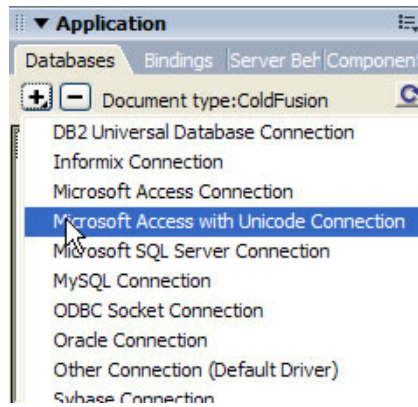 Application
Databases Bindings Server Beh Componen
Document type:ColdFusion
DB2 Universal Database Connection
Informix Connection
Microsoft Access Connection
Microsoft Access with Unicode Connection
Microsoft SQL Server Connection
MySQL Connection
ODBC Socket Connection
Oracle Connection
Other Connection (Default Driver)
Sybase Connection